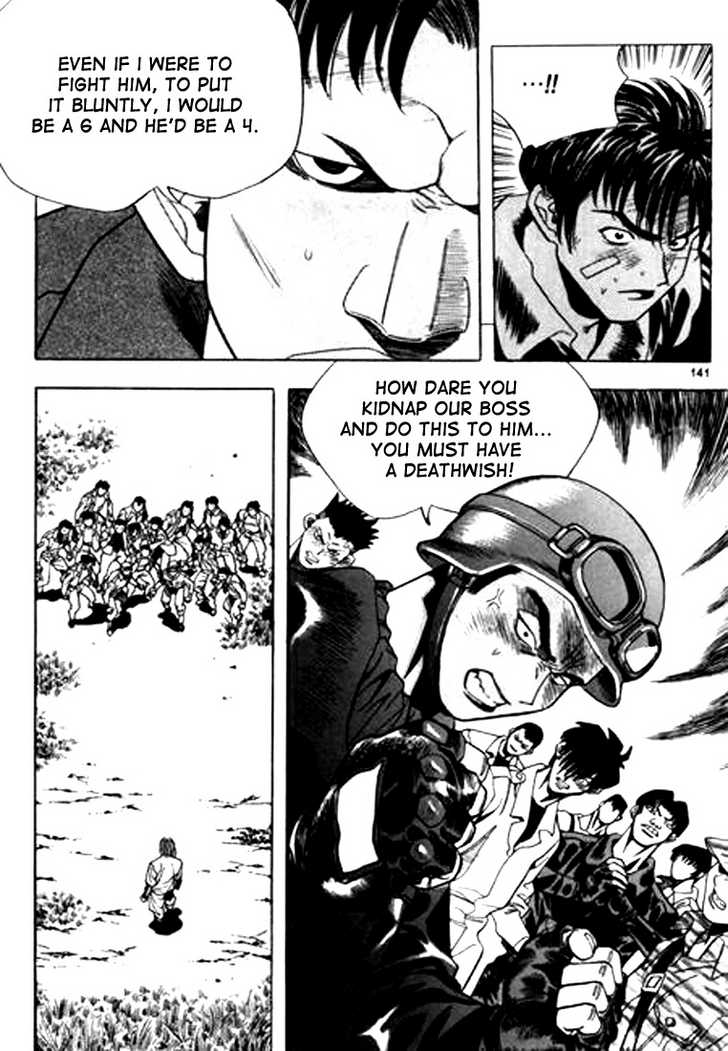 EVEN IF I WERE TO
FIGHT HIM, TO PUT
IT BLUNTLY, I WOULD
BE A 6 AND HE'D BE A 4.
...!!
141
HOW DARE YOU
KIDNAP OUR BOSS
AND DO THIS TO HIM...
YOU MUST HAVE
A DEATHWISH!